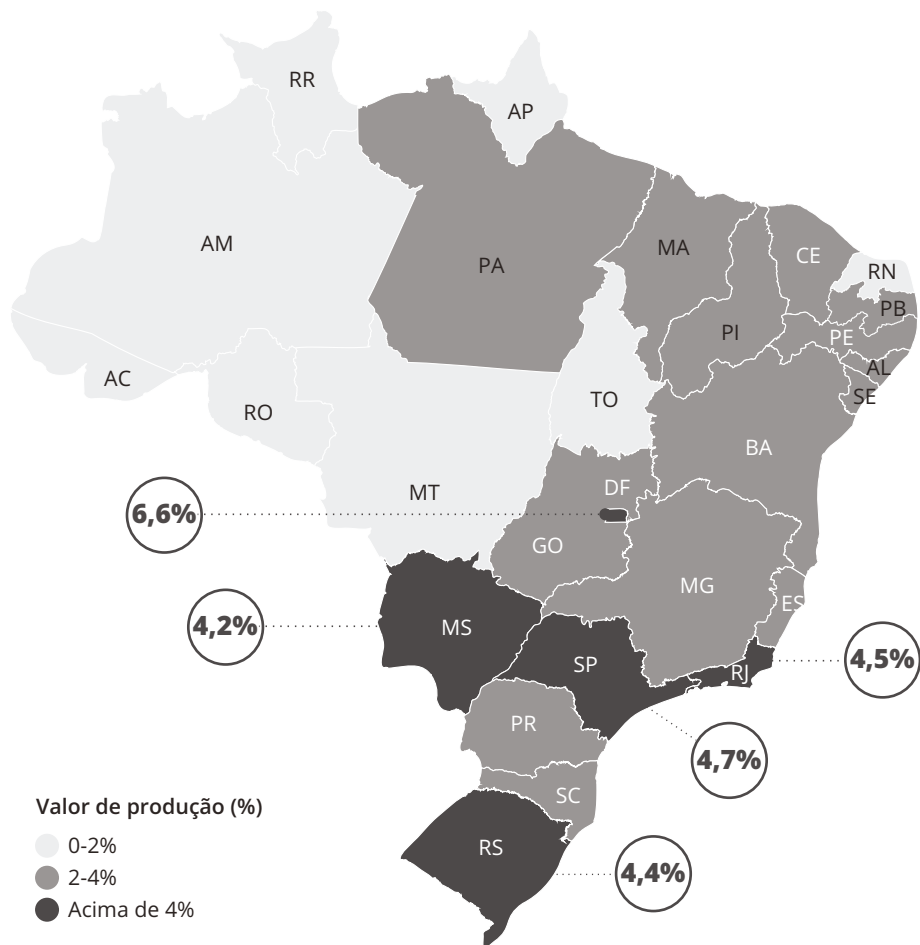 RR
AP
AM
PA
MA
CE
RN
PB
PI
PE
AL
SE
AC
RO
TO
BA
MT
DF
6,6%
GO
MG
ES
4,2%
MS
SP
RJ
4,5%
PR
4,7%
SC
Valor de produção (%)
0-2%
2-4%
Acima de 4%
RS
4,4%